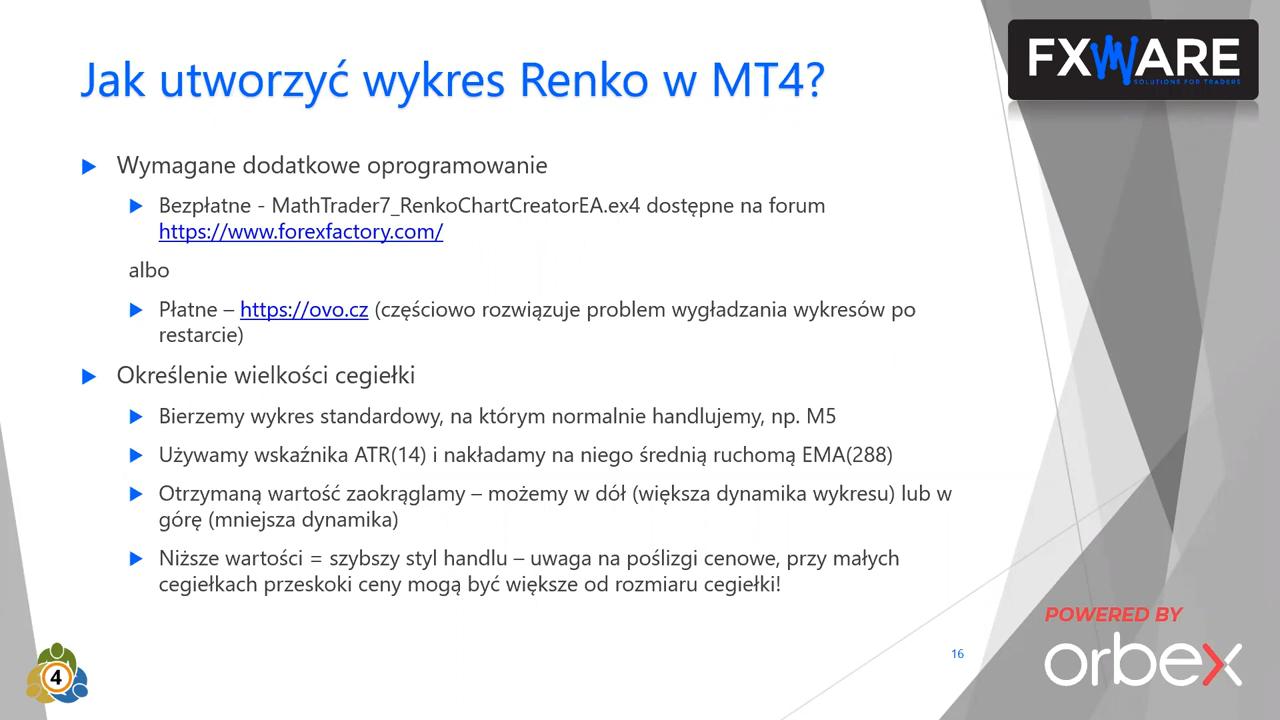 FXWARE
SOLUTIONS FOR TRADERS
Jak utworzyć wykres Renko w MT4?
Wymagane dodatkowe oprogramowanie
Bezpłatne - MathTrader7_RenkoChartCreatorEA.ex4 dostępne na forum
https://www.forexfactory.com/
albo
Płatne – https://ovo.cz (częściowo rozwiązuje problem wygładzania wykresów po
restarcie)
Określenie wielkości cegiełki
Bierzemy wykres standardowy, na którym normalnie handlujemy, np. M5
Używamy wskaźnika ATR(14) i nakładamy na niego średnią ruchomą EMA(288)
Otrzymaną wartość zaokrąglamy – możemy w dół (większa dynamika wykresu) lub w
górę (mniejsza dynamika)
Niższe wartości = szybszy styl handlu – uwaga na poślizgi cenowe, przy małych
cegiełkach przeskoki ceny mogą być większe od rozmiaru cegiełki!
POWERED BY
orbex
16
4